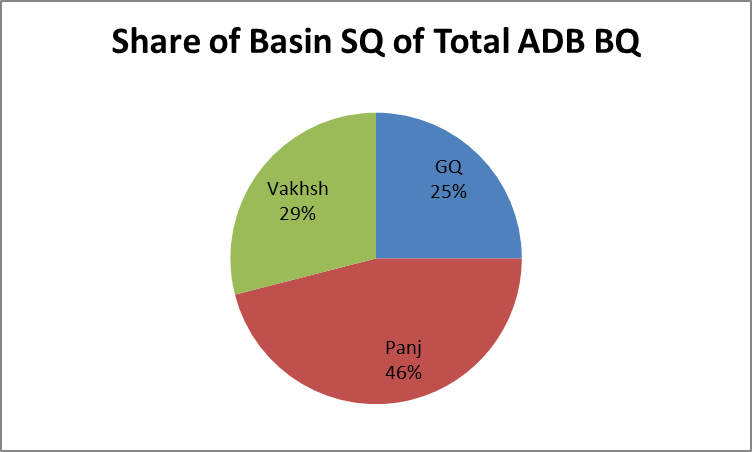 Share of Basin SQ of Total ADB BQ
GQ
25%
Vakhsh
29%
Panj
46%